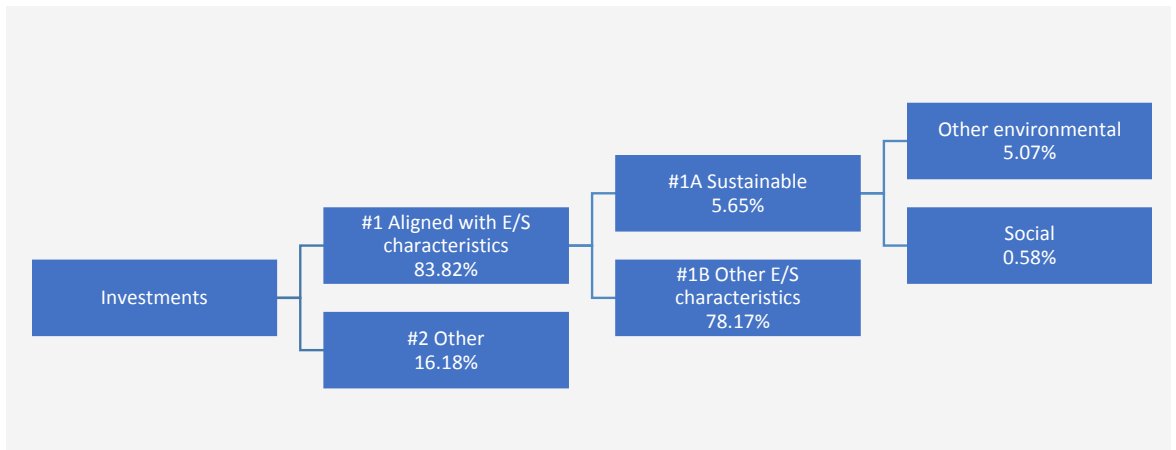 Investments
#1 Aligned with E/S
characteristics
83.82%
#2 Other
16.18%
#1A Sustainable
5.65%
#1B Other E/S
characteristics
78.17%
Other environmental
5.07%
Social
0.58%